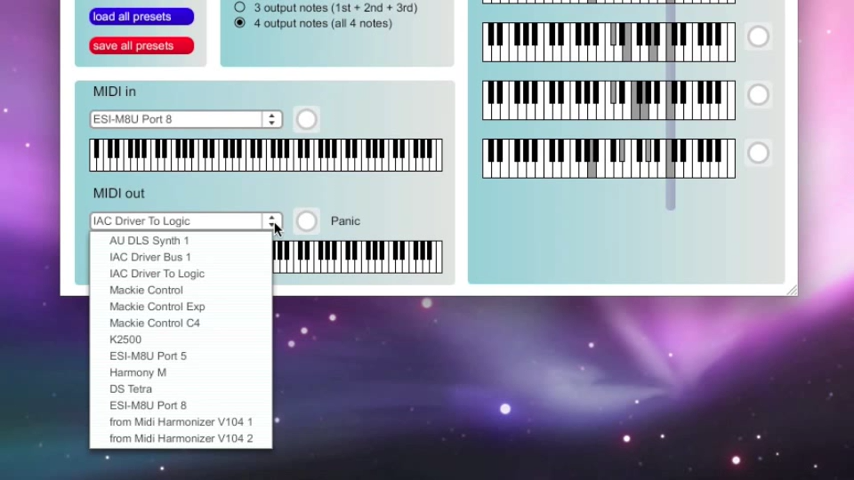 load all presets
save all presets
3 output notes (1st + 2nd + 3rd)
4 output notes (all 4 notes)
MIDI in
ESI-M8U Port 8
MIDI out
IAC Driver To Logic
Panic
AU DLS Synth 1
IAC Driver Bus 1
IAC Driver To Logic
Mackie Control
Mackie Control Exp
Mackie Control C4
K2500
ESI-M8U Port 5
Harmony M
DS Tetra
ESI-M8U Port 8
from Midi Harmonizer V104 1
from Midi Harmonizer V104 2